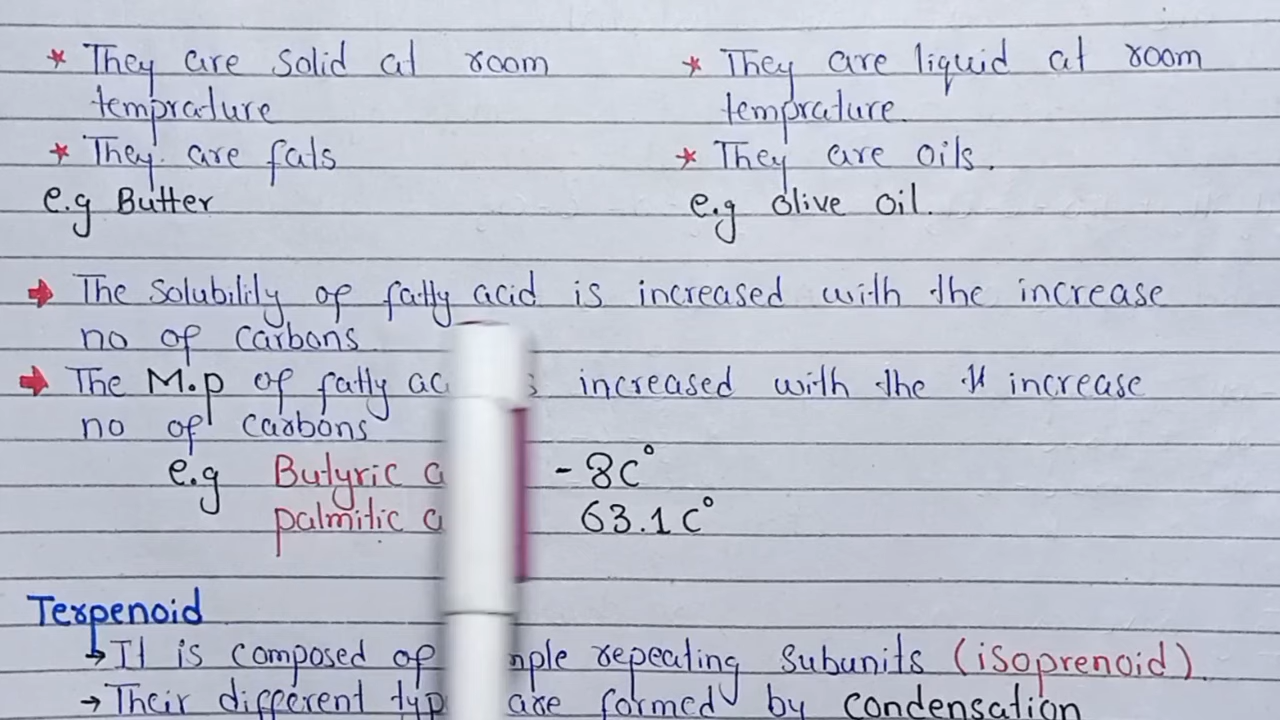 * They are solid at room
temprature
* They are fats
e.g Butter
* They are liquid at room
temprature.
* They are oils.
e.g olive oil.
➡ The solubility of fatty acid is increased with the increase
no of carbons
➡ The M.p of fatty increased with the increase
no of carbons
e.g Butyric -8c°
palmitic 63.1c°
Terpenoid
→ It is composed of repeating subunits (isoprenoid).
→ Their different are formed by condensation